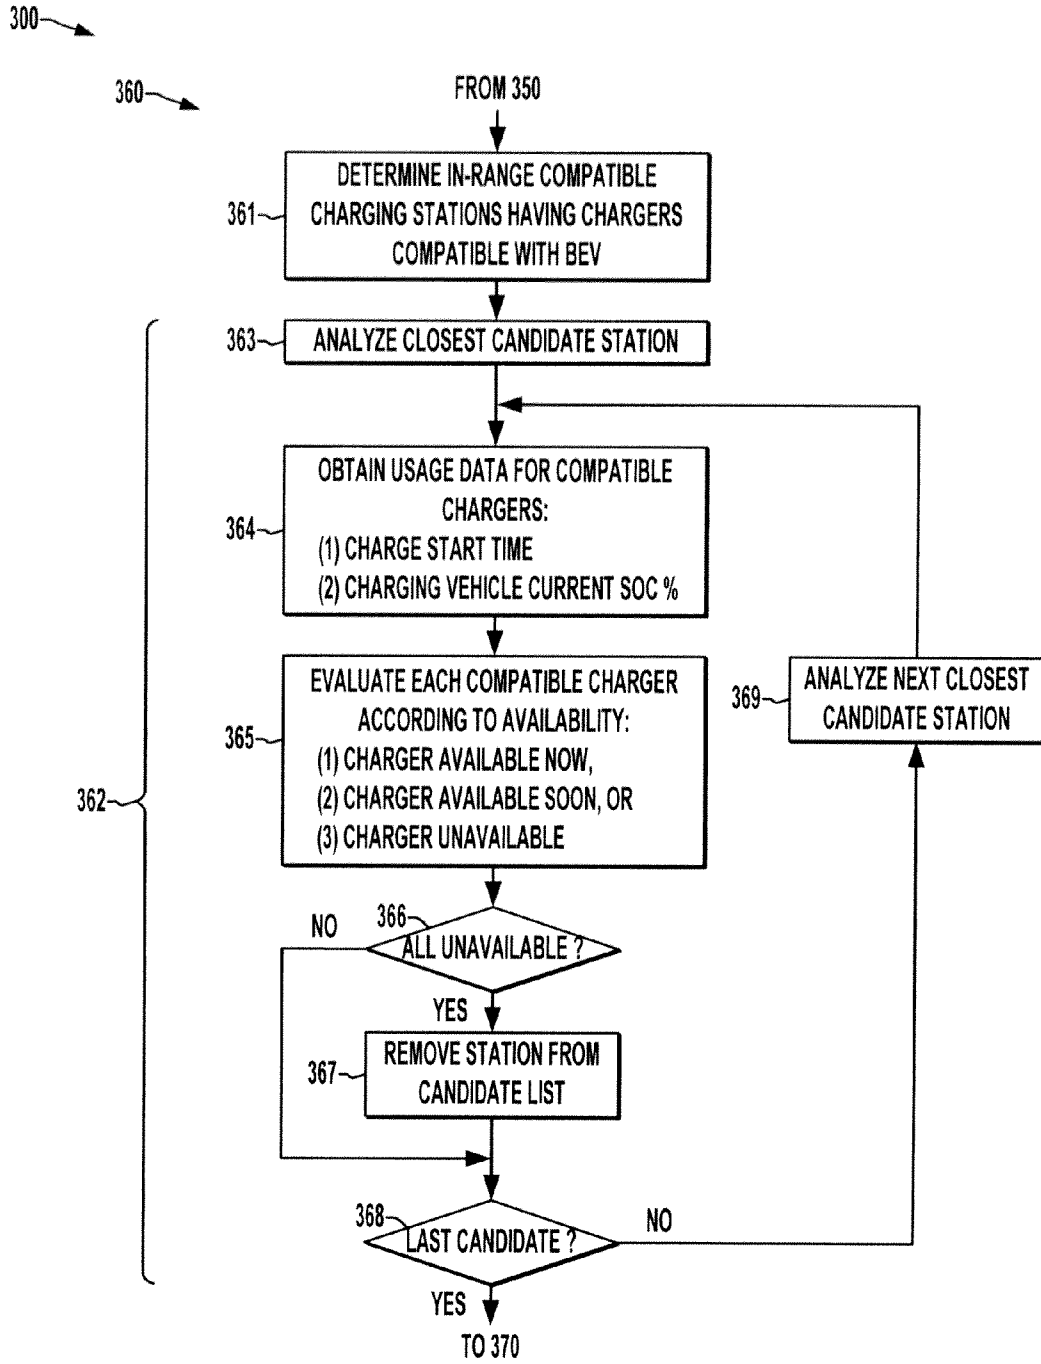 300
360
FROM 350
361
DETERMINE IN-RANGE COMPATIBLE
CHARGING STATIONS HAVING CHARGERS
COMPATIBLE WITH BEV
363
ANALYZE CLOSEST CANDIDATE STATION
364
OBTAIN USAGE DATA FOR COMPATIBLE
CHARGERS:
(1) CHARGE START TIME
(2) CHARGING VEHICLE CURRENT SOC %
365
EVALUATE EACH COMPATIBLE CHARGER
ACCORDING TO AVAILABILITY:
(1) CHARGER AVAILABLE NOW,
(2) CHARGER AVAILABLE SOON, OR
(3) CHARGER UNAVAILABLE
369
ANALYZE NEXT CLOSEST
CANDIDATE STATION
362
366
NO
ALL UNAVAILABLE ?
YES
367
REMOVE STATION FROM
CANDIDATE LIST
368
LAST CANDIDATE ?
NO
YES
TO 370